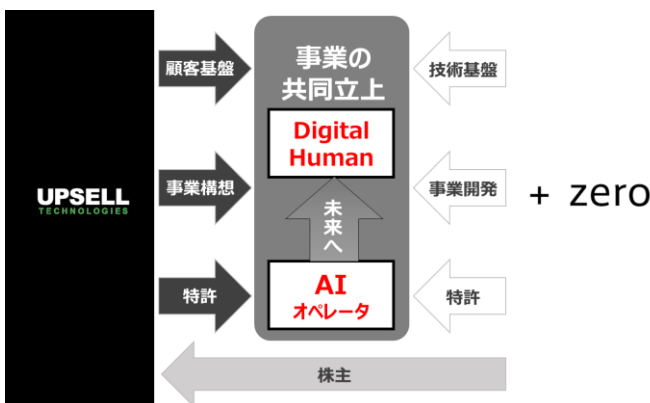 UPSELL
TECHNOLOGIES
顧客基盤
事業構想
特許
事業の
共同立上
Digital
Human
未来へ
AI
オペレータ
技術基盤
事業開発
特許
+ zero
株主